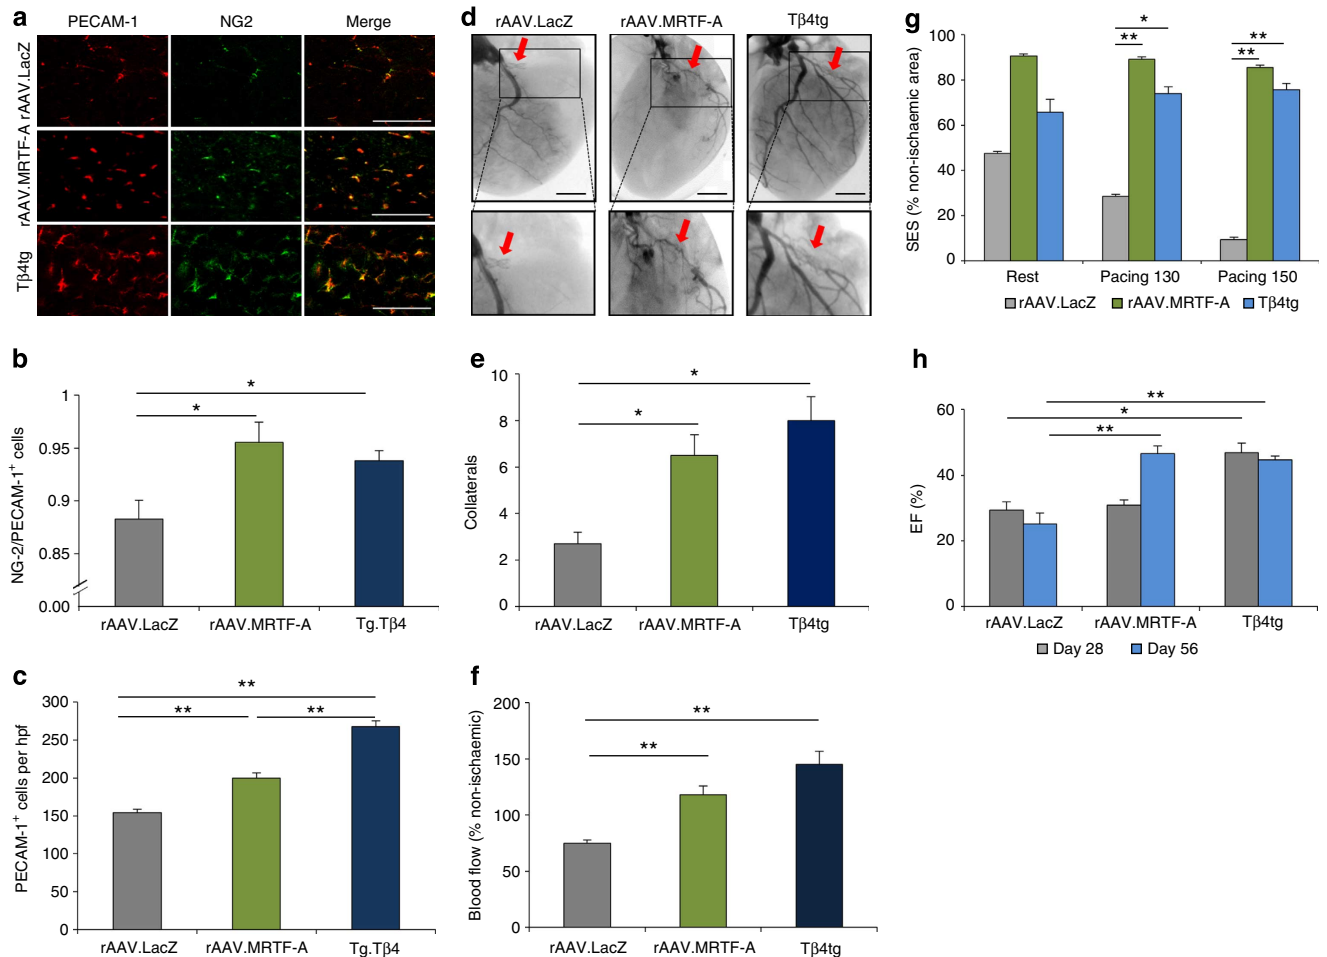 a
PECAM-1 NG2 Merge
rAAV.LacZ
rAAV.MRTF-A
Tβ4tg
b
NG-2/PECAM-1⁺ cells
1
0.95
0.9
0.85
0.00
* *
rAAV.LacZ rAAV.MRTF-A Tg.Tβ4
c
PECAM-1⁺ cells per hpf
300
250
200
150
100
50
0
** ** **
rAAV.LacZ rAAV.MRTF-A Tg.Tβ4
d
rAAV.LacZ rAAV.MRTF-A Tβ4tg
e
Collaterals
10
8
6
4
2
0
* *
rAAV.LacZ rAAV.MRTF-A Tβ4tg
f
Blood flow (% non-ischaemic)
200
150
100
50
0
** **
rAAV.LacZ rAAV.MRTF-A Tβ4tg
g
SES (% non-ischaemic area)
100
80
60
40
20
0
* ** ** **
Rest Pacing 130 Pacing 150
rAAV.LacZ rAAV.MRTF-A Tβ4tg
h
EF (%)
60
40
20
0
** * **
rAAV.LacZ rAAV.MRTF-A Tβ4tg
Day 28 Day 56